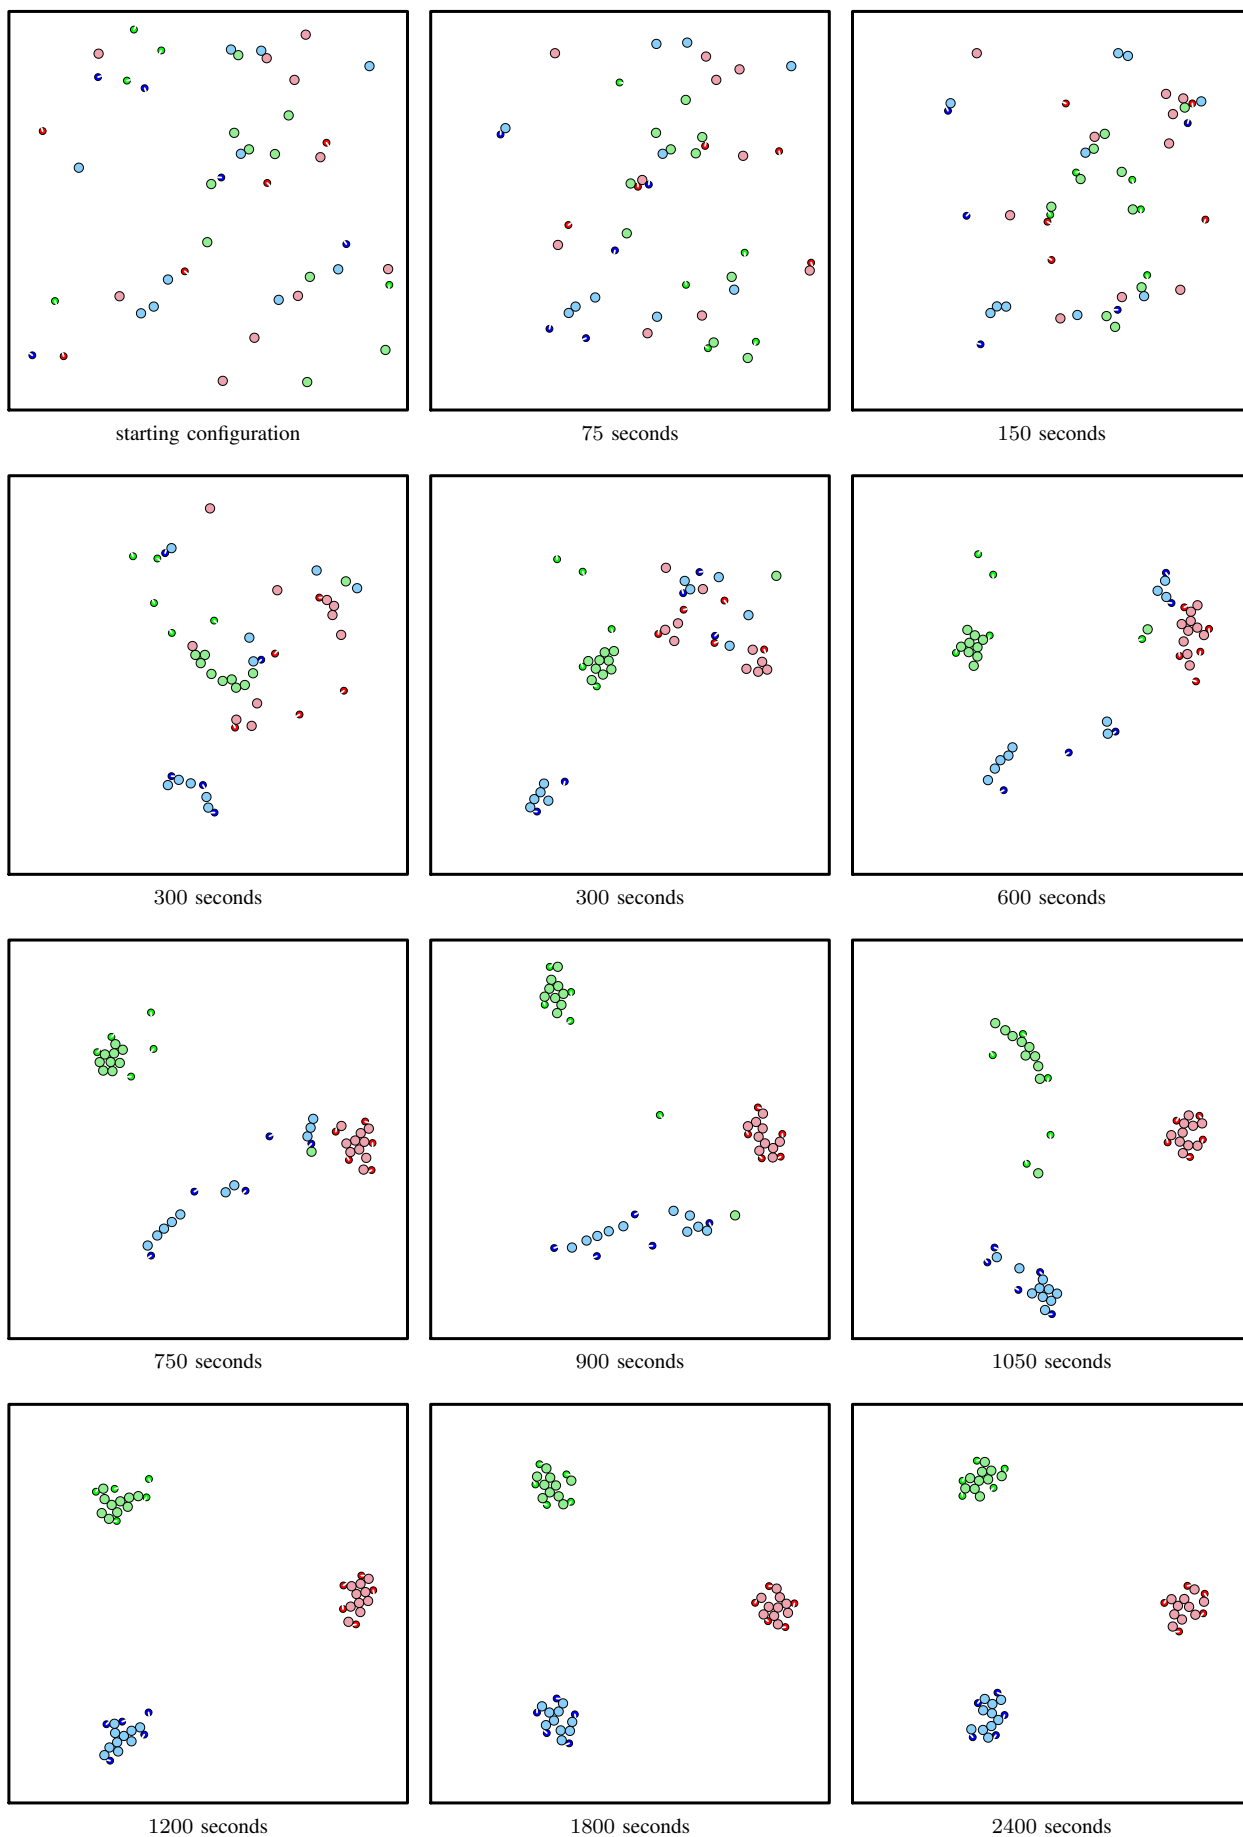 starting configuration
75 seconds
150 seconds
300 seconds
300 seconds
600 seconds
750 seconds
900 seconds
1050 seconds
1200 seconds
1800 seconds
2400 seconds